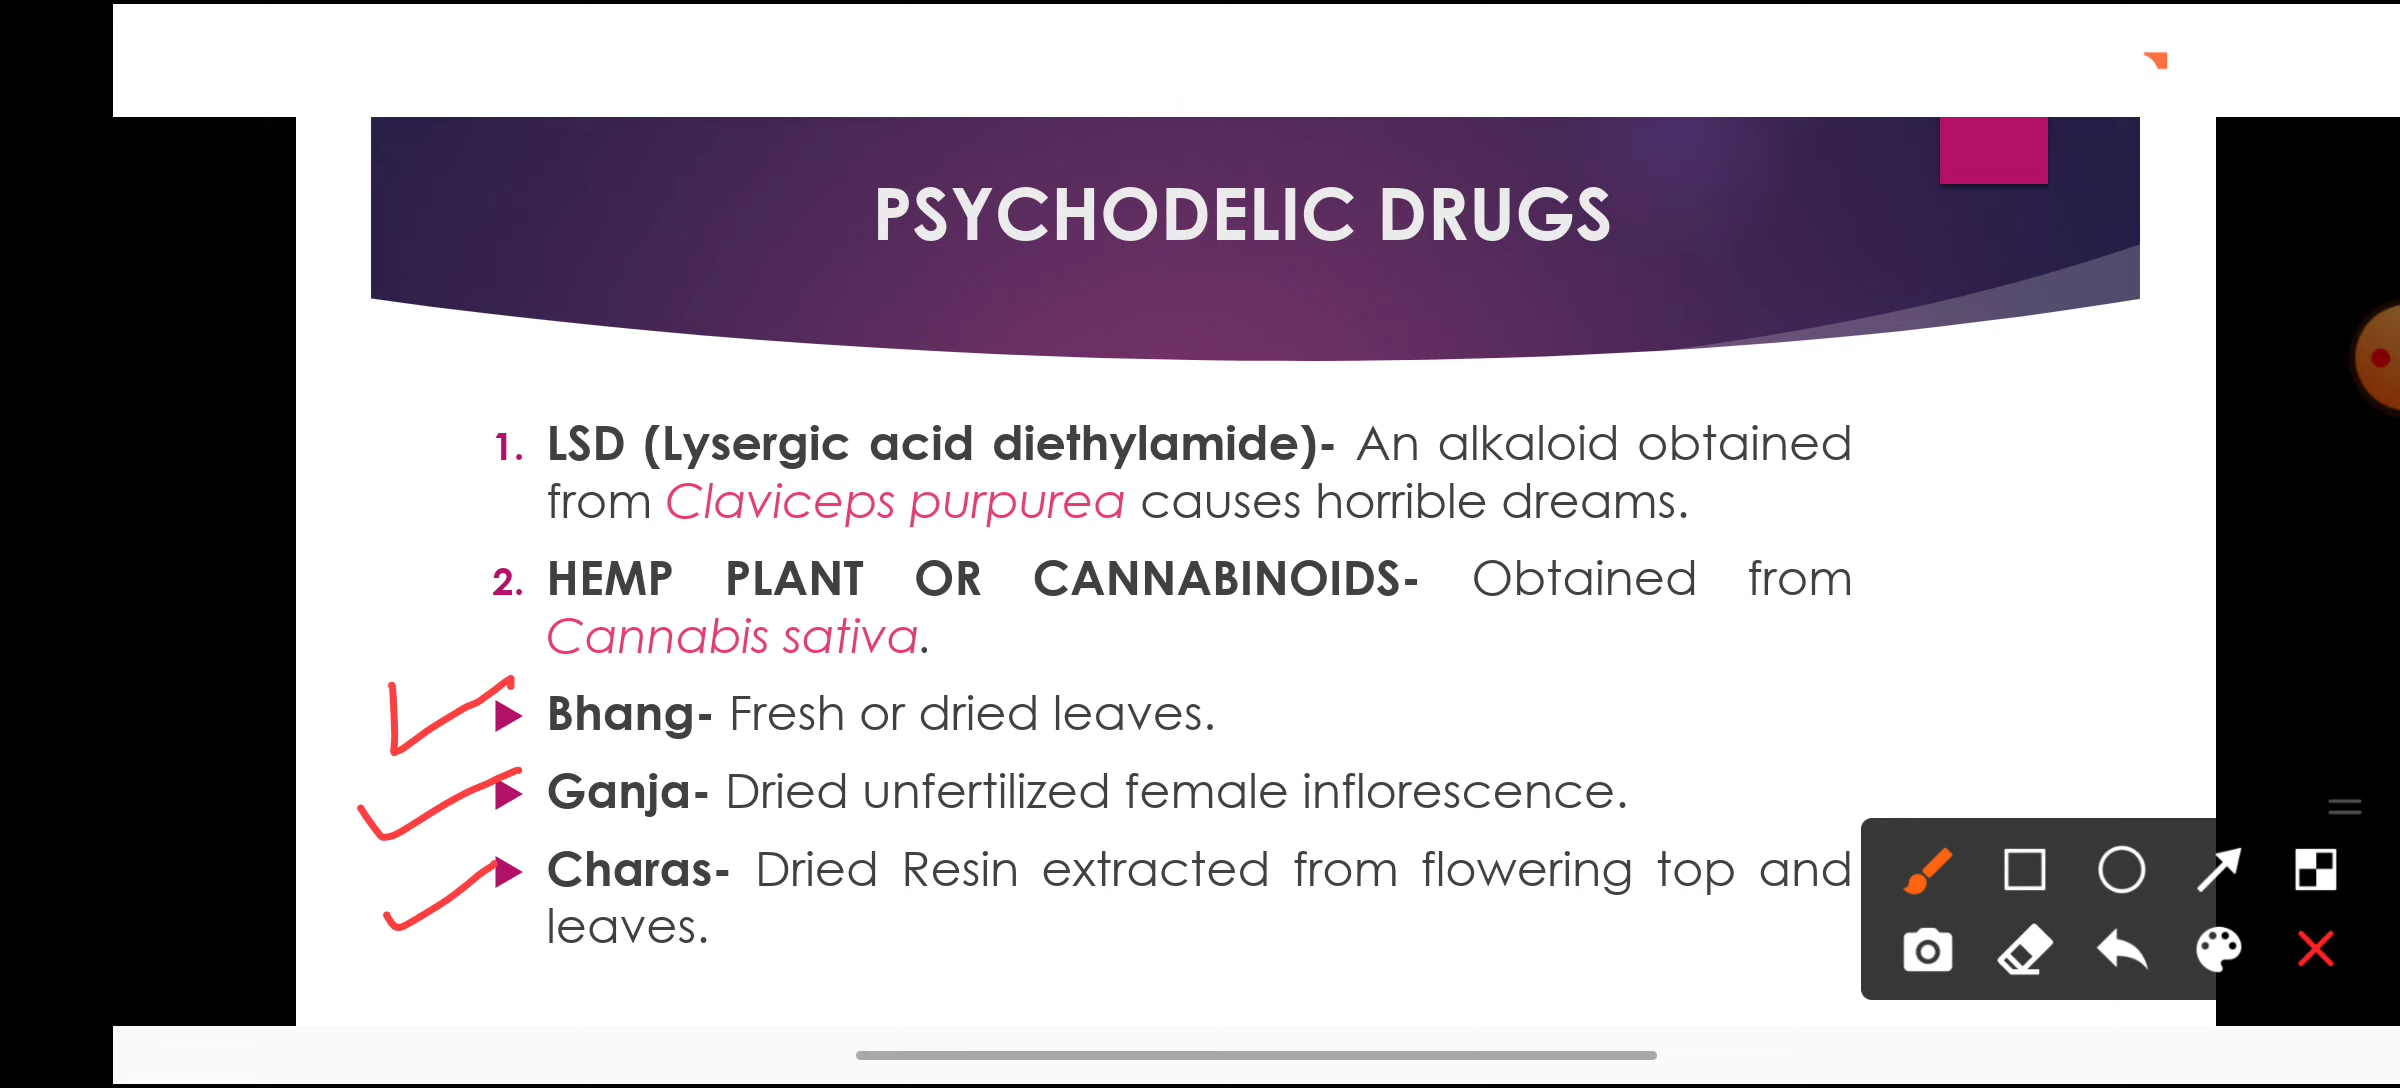 PSYCHODELIC DRUGS
1. LSD (Lysergic acid diethylamide)- An alkaloid obtained
from Claviceps purpurea causes horrible dreams.
2. HEMP PLANT OR CANNABINOIDS- Obtained from
Cannabis sativa.
Bhang- Fresh or dried leaves.
Ganja- Dried unfertilized female inflorescence.
Charas- Dried Resin extracted from flowering top and
leaves.